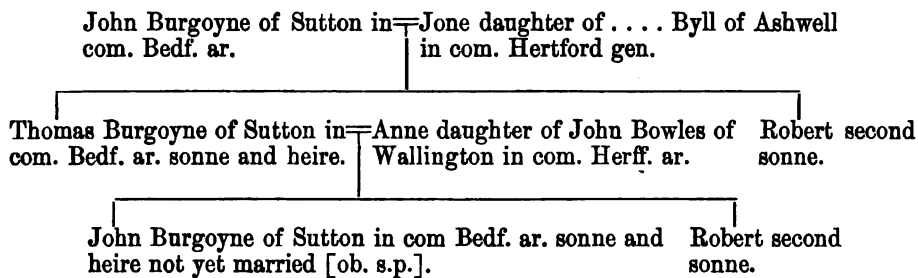 John Burgoyne of Sutton in
com. Bedf. ar.
Jone daughter of .... Byll of Ashwell
in com. Hertford gen.
Thomas Burgoyne of Sutton in
com. Bedf. ar. sonne and heire.
Anne daughter of John Bowles of
Wallington in com. Herff. ar.
Robert second
sonne.
John Burgoyne of Sutton in com Bedf. ar. sonne and
heire not yet married [ob. s.p.].
Robert second
sonne.